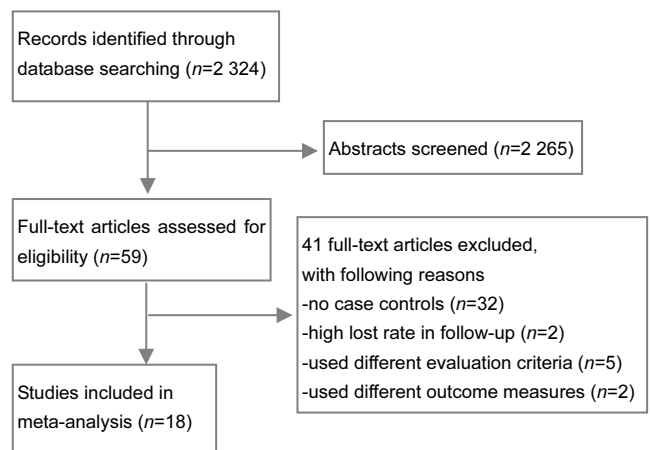 Records identified through
database searching (n=2 324)
Abstracts screened (n=2 265)
Full-text articles assessed for
eligibility (n=59)
41 full-text articles excluded,
with following reasons
-no case controls (n=32)
-high lost rate in follow-up (n=2)
-used different evaluation criteria (n=5)
-used different outcome measures (n=2)
Studies included in
meta-analysis (n=18)